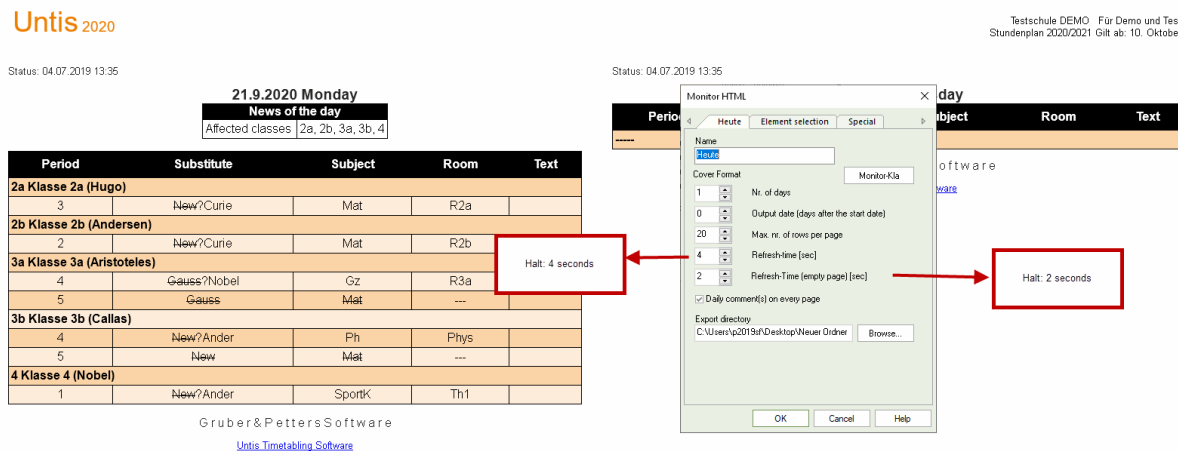 Untis 2020
Testschule DEMO Für Demo und Tes
Stundenplan 2020/2021 Gilt ab: 10. Oktobe
Status: 04.07.2019 13:35
21.9.2020 Monday
News of the day
Affected classes 2a, 2b, 3a, 3b, 4
Period Substitute Subject Room Text
2a Klasse 2a (Hugo)
3 New?Curie Mat R2a
2b Klasse 2b (Andersen)
2 New?Curie Mat R2b
3a Klasse 3a (Aristoteles)
4 Gauss?Nobel Gz R3a
5 Gauss Mat ---
3b Klasse 3b (Callas)
4 New?Ander Ph Phys
5 New Mat ---
4 Klasse 4 (Nobel)
1 New?Ander SportK Th1
Gruber&PettersSoftware
Untis Timetabling Software
Halt: 4 seconds
Status: 04.07.2019 13:35
day
Perio bject Room Text
-----
oftware
ware
Monitor HTML
Heute Element selection Special
Name
Heute
Cover Format Monitor-Kla
1 Nr. of days
0 Output date (days after the start date)
20 Max. nr. of rows per page
4 Refresh-time [sec]
2 Refresh-Time (empty page) [sec]
Daily comment(s) on every page
Export directory
C:\Users\p2019sf\Desktop\Neuer Ordner Browse...
OK Cancel Help
Halt: 2 seconds